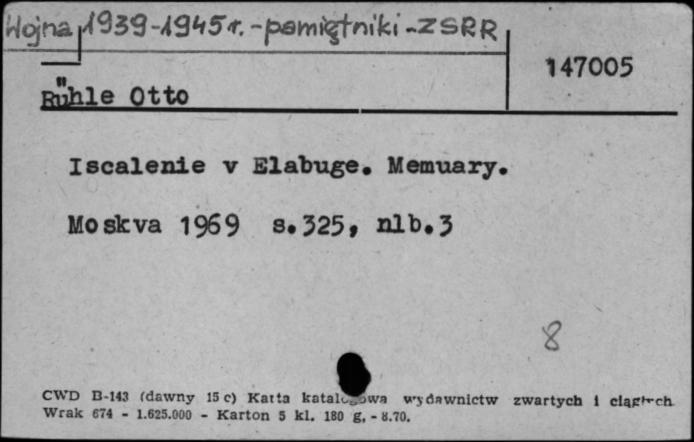 Wojna 1939-1945 r. - pamiętniki - ZSRR
147005
Rühle Otto
Iscalenie v Elabuge. Memuary.
Moskva 1969 s.325, nlb.3
8
CWD B-143 (dawny 15 c) Karta katalogowa wydawnictw zwartych i ciągłych
Wrak 674 - 1.625.000 - Karton 5 kl. 180 g. - 8.70.